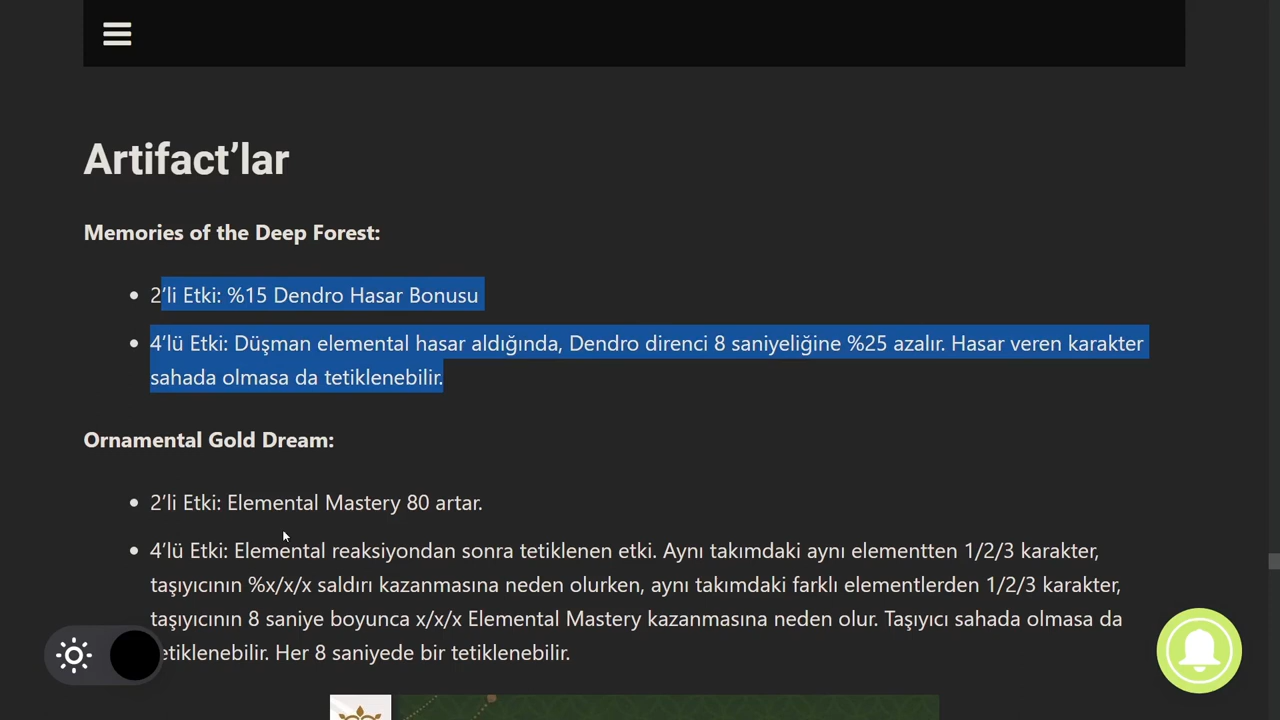 Artifact’lar
Memories of the Deep Forest:
2’li Etki: %15 Dendro Hasar Bonusu
4’lü Etki: Düşman elemental hasar aldığında, Dendro direnci 8 saniyeliğine %25 azalır. Hasar veren karakter
sahada olmasa da tetiklenebilir.
Ornamental Gold Dream:
2’li Etki: Elemental Mastery 80 artar.
4’lü Etki: Elemental reaksiyondan sonra tetiklenen etki. Aynı takımdaki aynı elementten 1/2/3 karakter,
taşıyıcının %x/x/x saldırı kazanmasına neden olurken, aynı takımdaki farklı elementlerden 1/2/3 karakter,
taşıyıcının 8 saniye boyunca x/x/x Elemental Mastery kazanmasına neden olur. Taşıyıcı sahada olmasa da
etiklenebilir. Her 8 saniyede bir tetiklenebilir.